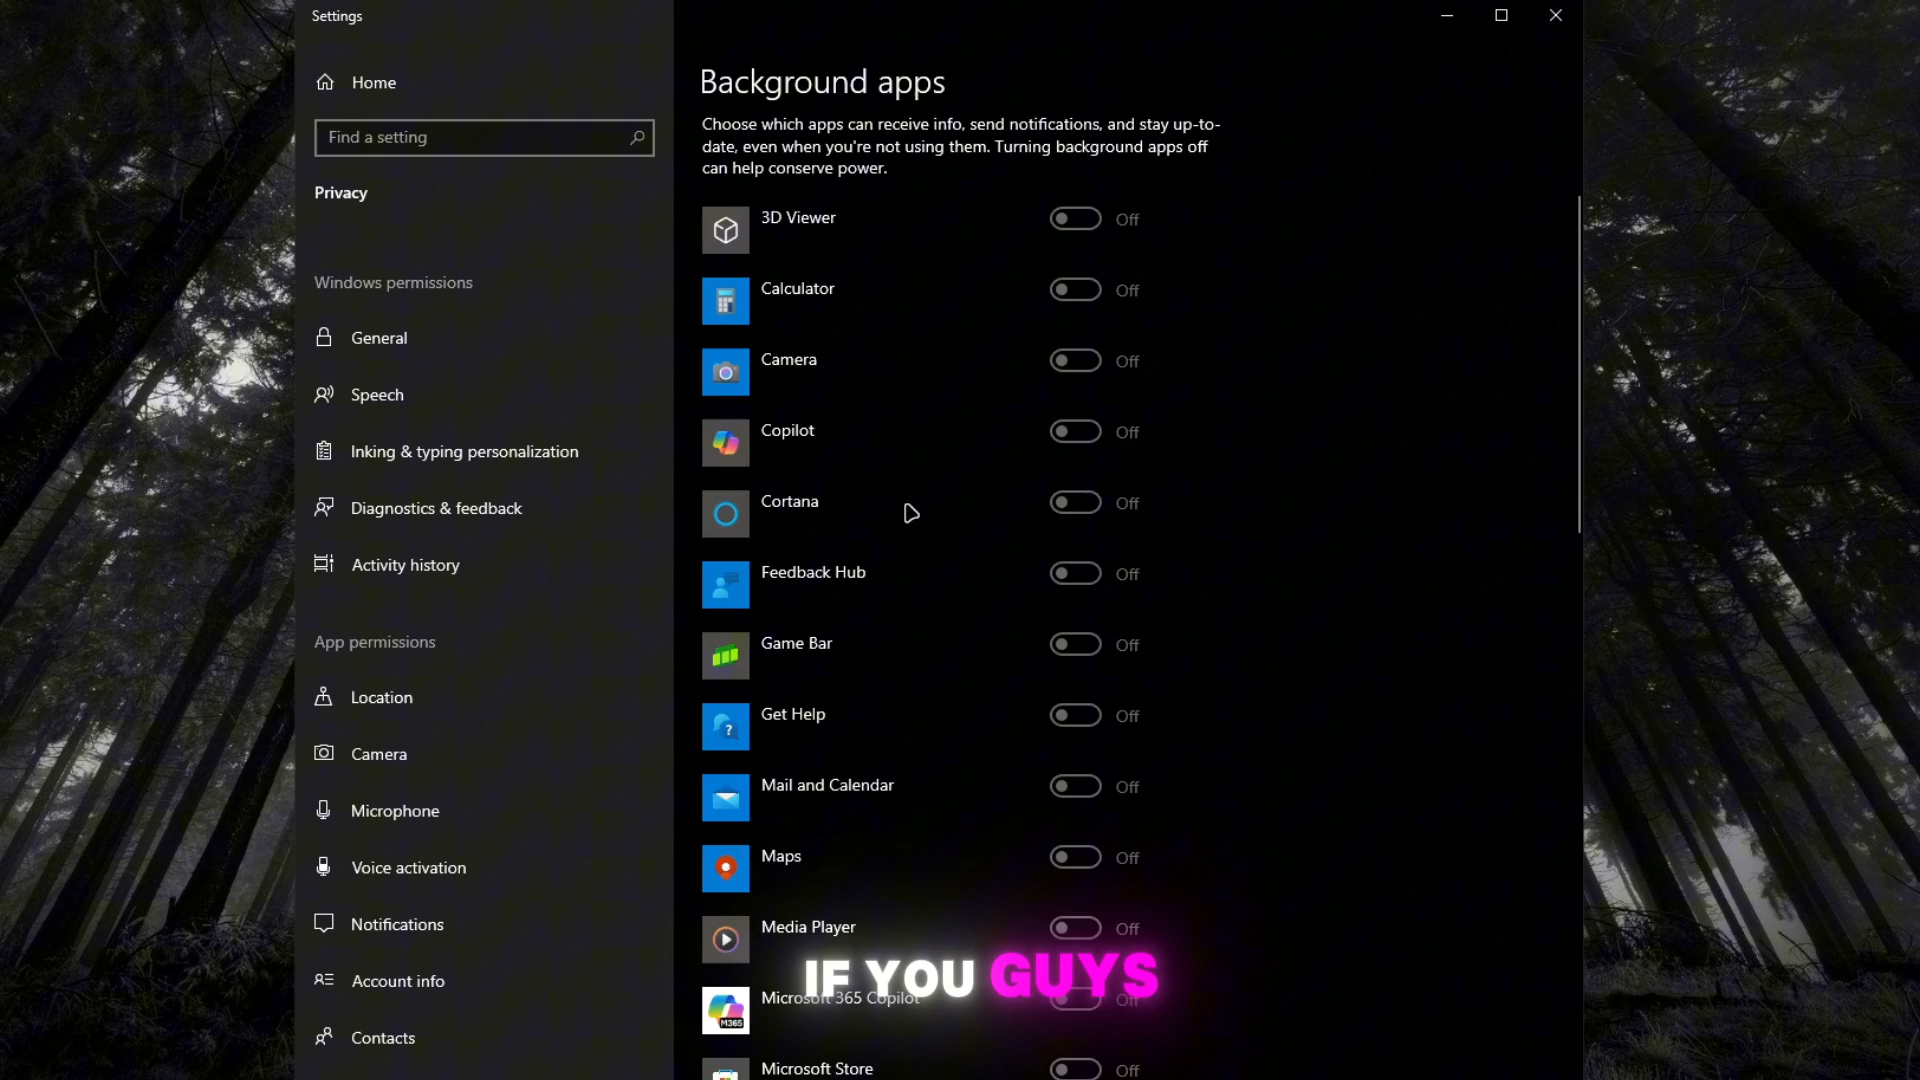 Settings
Home
Find a setting
Privacy
Windows permissions
General
Speech
Inking & typing personalization
Diagnostics & feedback
Activity history
App permissions
Location
Camera
Microphone
Voice activation
Notifications
Account info
Contacts
Background apps
Choose which apps can receive info, send notifications, and stay up-to-
date, even when you're not using them. Turning background apps off
can help conserve power.
3D Viewer Off
Calculator Off
Camera Off
Copilot Off
Cortana Off
Feedback Hub Off
Game Bar Off
Get Help Off
Mail and Calendar Off
Maps Off
Media Player Off
IF YOU GUYS
M365 Microsoft 365 Copilot Off
Microsoft Store Off